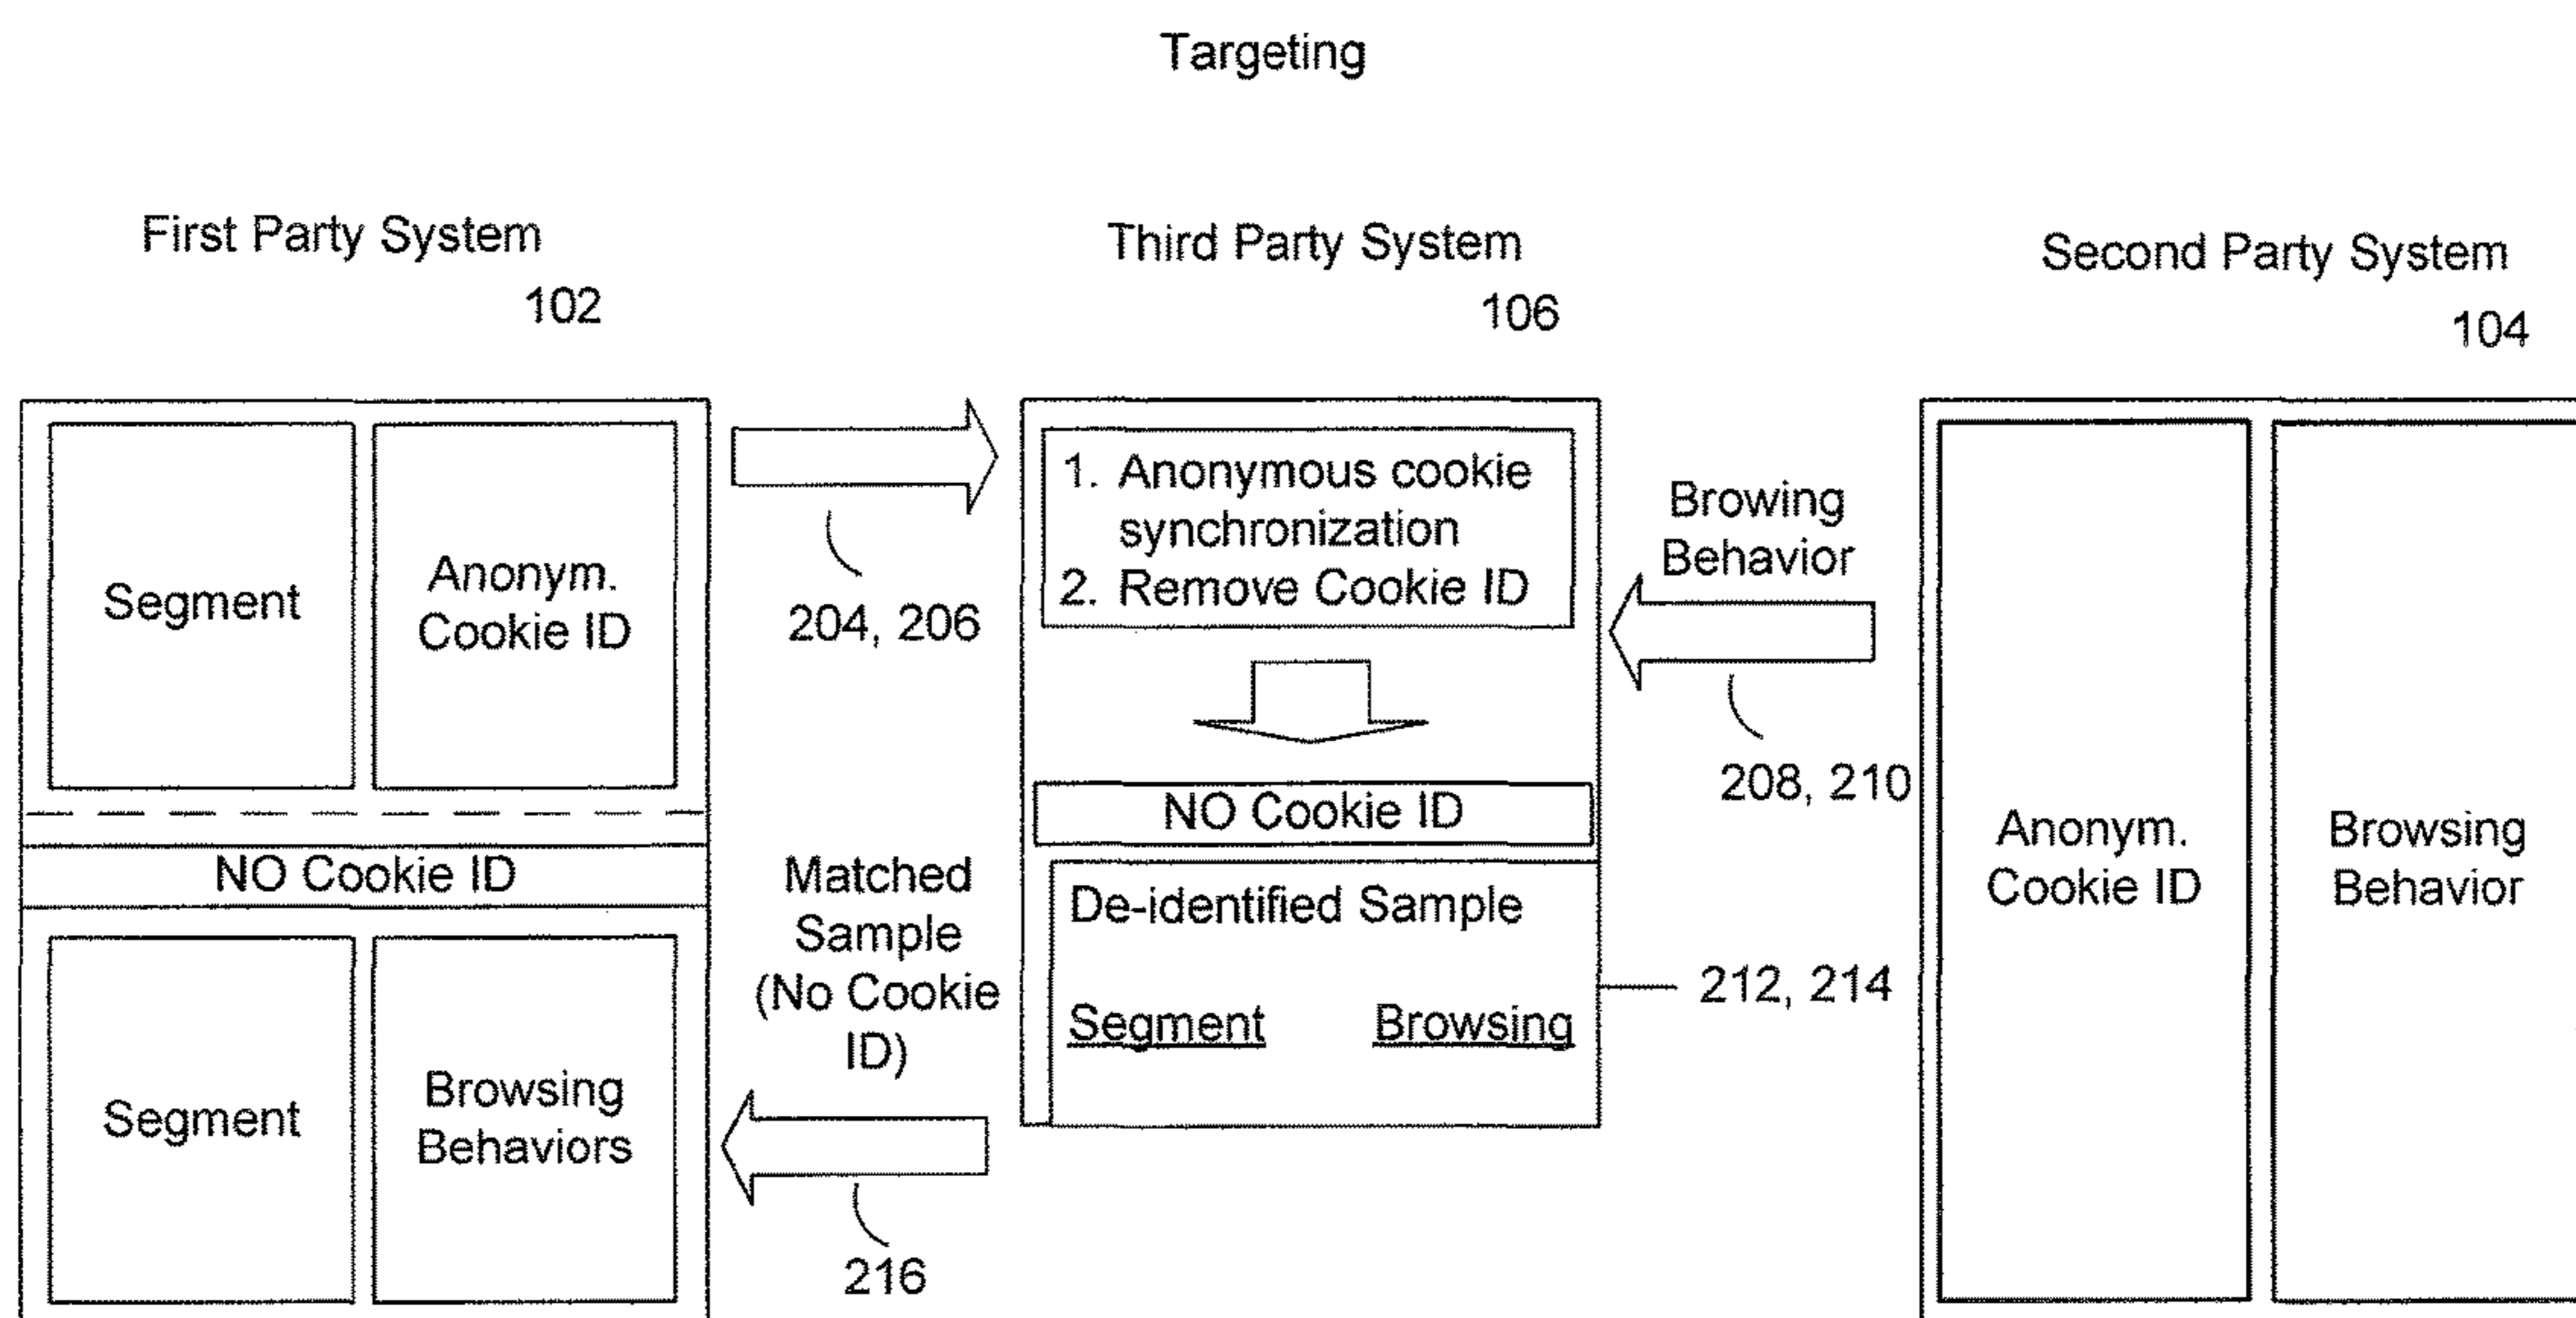 Targeting
First Party System
102
Third Party System
106
Second Party System
104
Segment
Anonym.
Cookie ID
204, 206
1. Anonymous cookie
synchronization
2. Remove Cookie ID
Browing
Behavior
208, 210
NO Cookie ID
NO Cookie ID
Matched
Sample
(No Cookie
ID)
De-identified Sample
Segment Browsing
212, 214
Segment
Browsing
Behaviors
216
Anonym.
Cookie ID
Browsing
Behavior